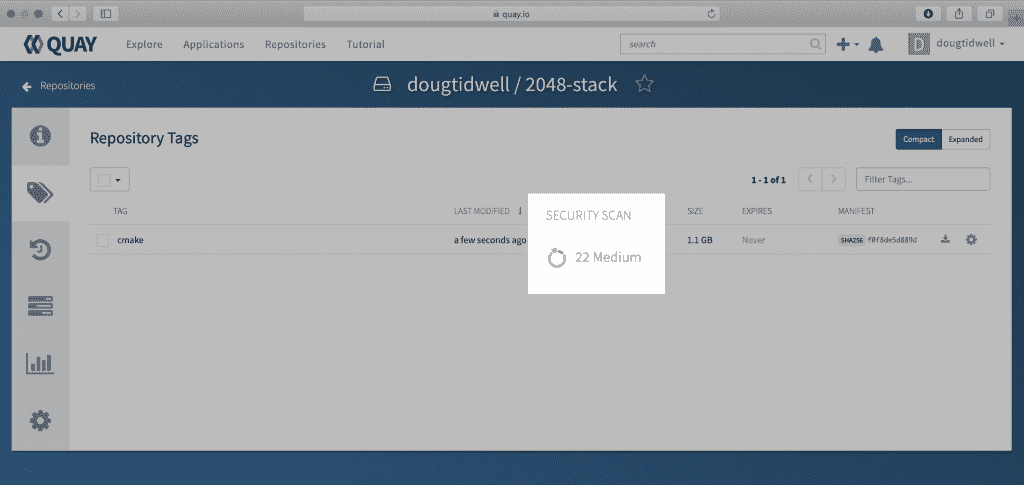 quay.io
QUAY Explore Applications Repositories Tutorial search D dougtidwell
Repositories
dougtidwell / 2048-stack
Repository Tags
Compact Expanded
1 - 1 of 1 Filter Tags...
TAG LAST MODIFIED SECURITY SCAN SIZE EXPIRES MANIFEST
cmake a few seconds ago 22 Medium 1.1 GB Never SHA256 f0f8de5d889d